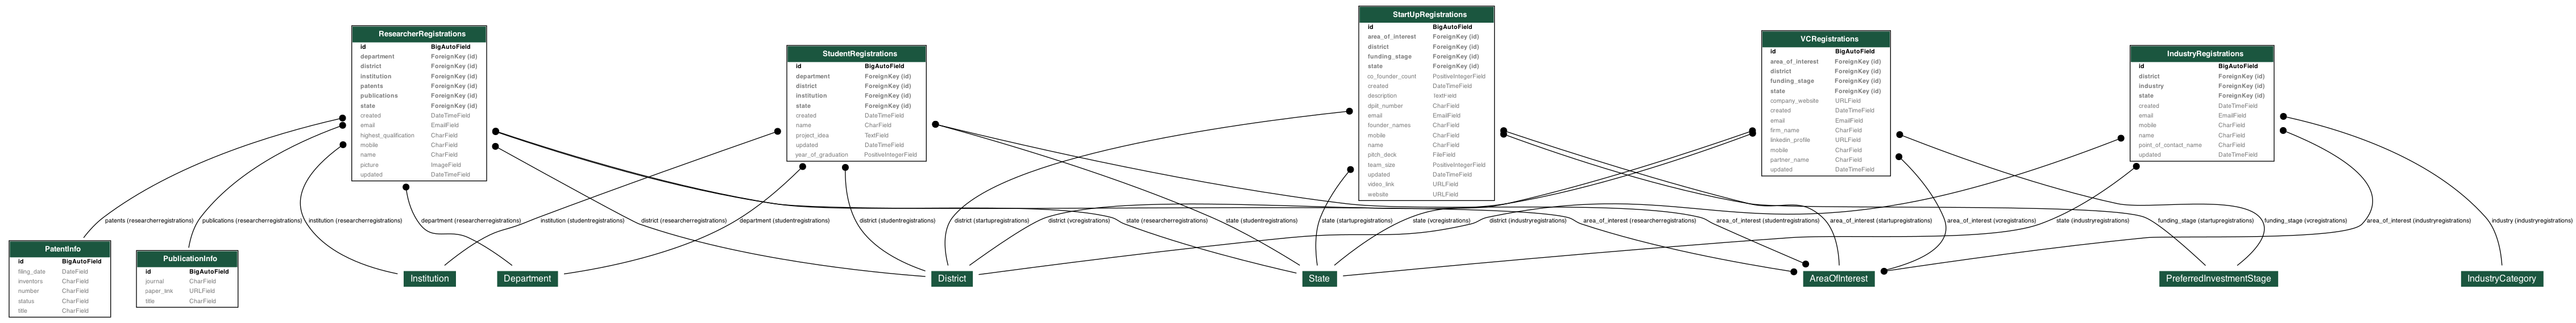 ResearcherRegistrations
id BigAutoField
department ForeignKey (id)
district ForeignKey (id)
institution ForeignKey (id)
patents ForeignKey (id)
publications ForeignKey (id)
state ForeignKey (id)
created DateTimeField
email EmailField
highest_qualification CharField
mobile CharField
name CharField
picture ImageField
updated DateTimeField
StudentRegistrations
id BigAutoField
department ForeignKey (id)
district ForeignKey (id)
institution ForeignKey (id)
state ForeignKey (id)
created DateTimeField
name CharField
project_idea TextField
updated DateTimeField
year_of_graduation PositiveIntegerField
StartUpRegistrations
id BigAutoField
area_of_interest ForeignKey (id)
district ForeignKey (id)
funding_stage ForeignKey (id)
state ForeignKey (id)
co_founder_count PositiveIntegerField
created DateTimeField
description TextField
dpiit_number CharField
email EmailField
founder_names CharField
mobile CharField
name CharField
pitch_deck FileField
team_size PositiveIntegerField
updated DateTimeField
video_link URLField
website URLField
VCRegistrations
id BigAutoField
area_of_interest ForeignKey (id)
district ForeignKey (id)
funding_stage ForeignKey (id)
state ForeignKey (id)
company_website URLField
created DateTimeField
email EmailField
firm_name CharField
linkedin_profile URLField
mobile CharField
partner_name CharField
updated DateTimeField
IndustryRegistrations
id BigAutoField
district ForeignKey (id)
industry ForeignKey (id)
state ForeignKey (id)
created DateTimeField
email EmailField
mobile CharField
name CharField
point_of_contact_name CharField
updated DateTimeField
patents (researcherregistrations)
publications (researcherregistrations)
institution (researcherregistrations)
department (researcherregistrations)
institution (studentregistrations)
district (researcherregistrations)
department (studentregistrations)
district (studentregistrations)
district (startupregistrations)
district (vcregistrations)
state (researcherregistrations)
state (studentregistrations)
state (startupregistrations)
state (vcregistrations)
district (industryregistrations)
area_of_interest (researcherregistrations)
area_of_interest (studentregistrations)
area_of_interest (startupregistrations)
area_of_interest (vcregistrations)
state (industryregistrations)
funding_stage (startupregistrations)
funding_stage (vcregistrations)
area_of_interest (industryregistrations)
industry (industryregistrations)
PatentInfo
id BigAutoField
filing_date DateField
inventors CharField
number CharField
status CharField
title CharField
PublicationInfo
id BigAutoField
journal CharField
paper_link URLField
title CharField
Institution
Department
District
State
AreaOfInterest
PreferredInvestmentStage
IndustryCategory